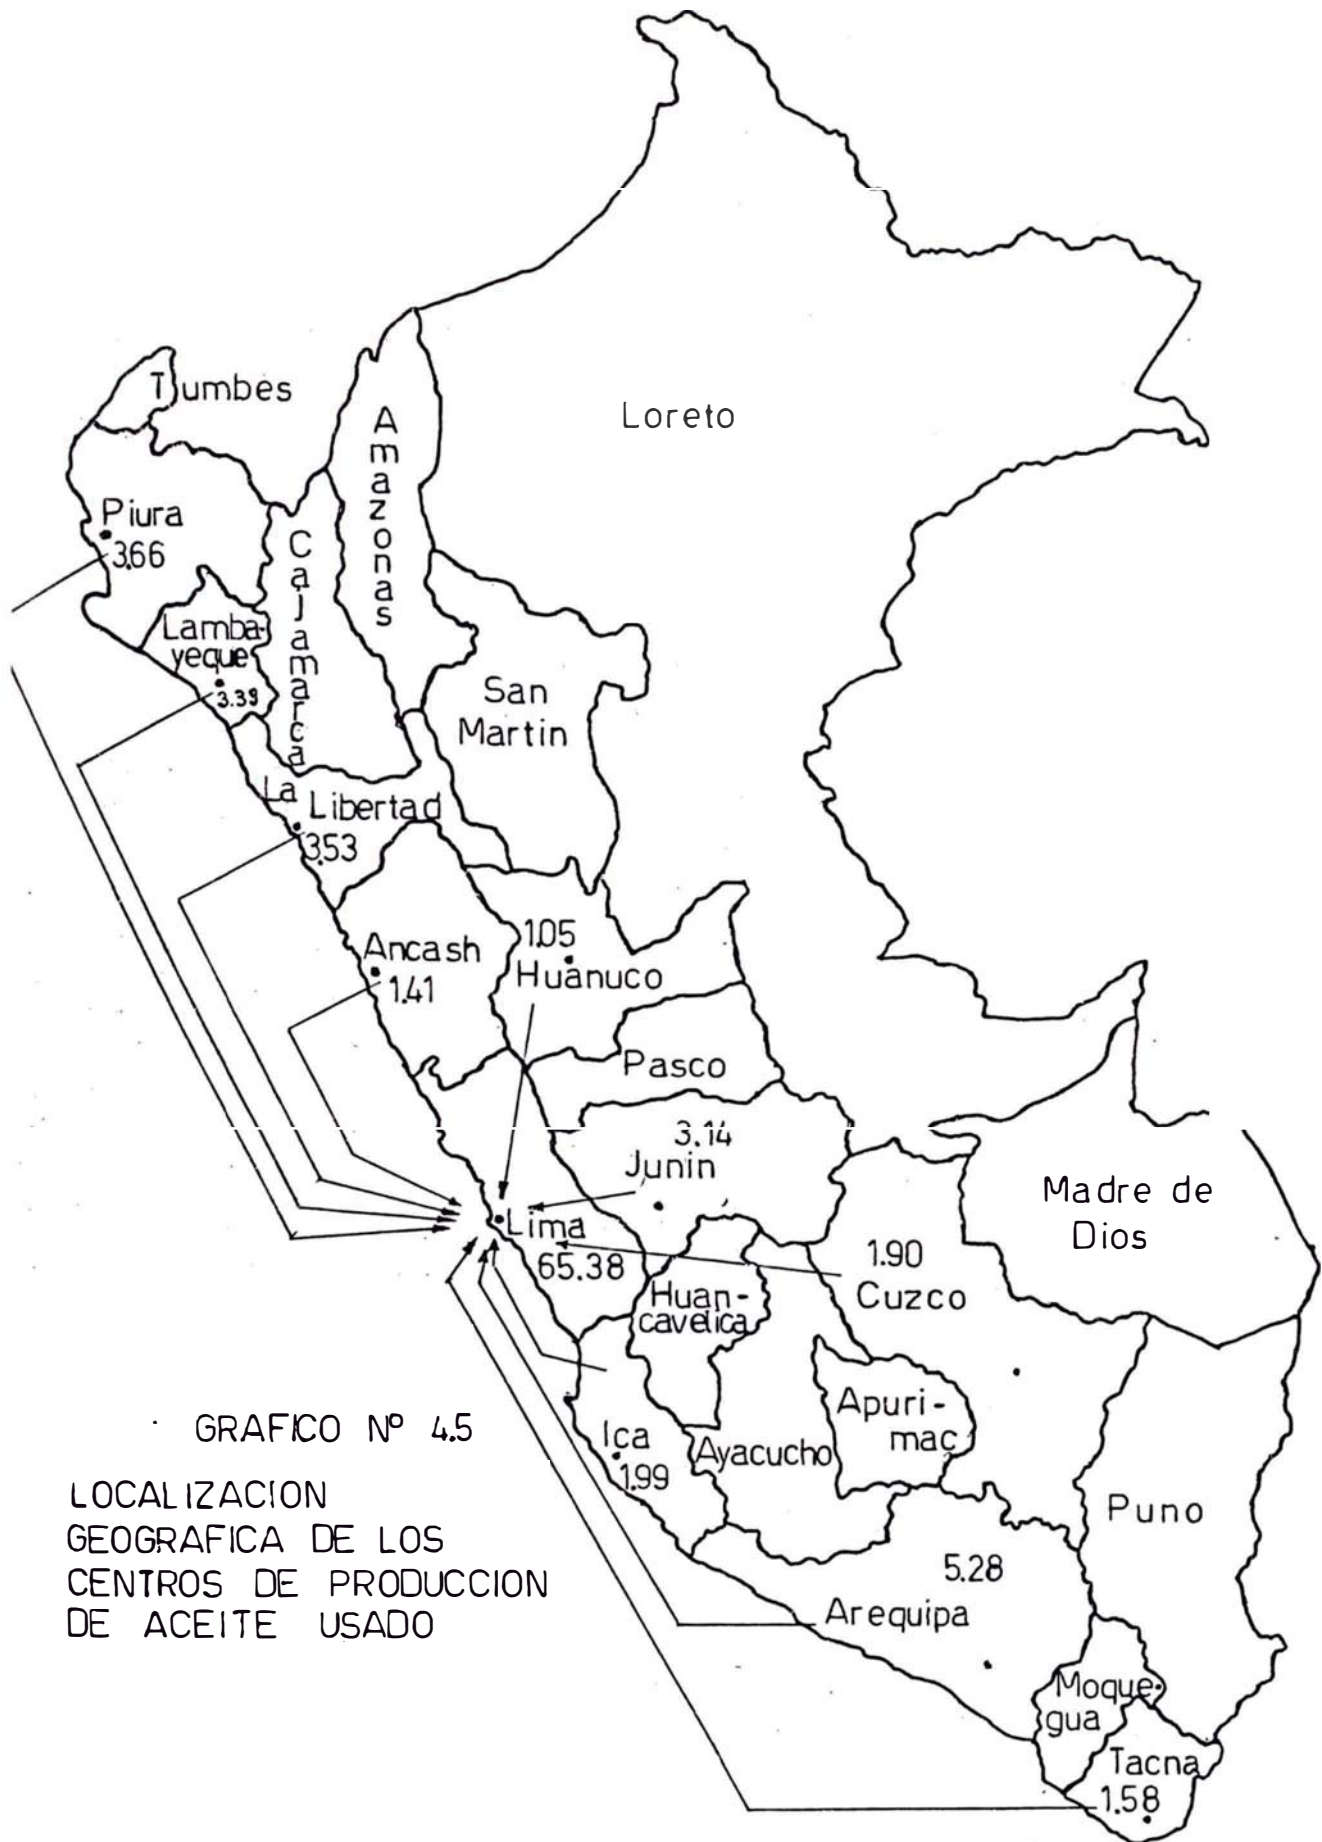 Tumbes
Loreto
Amazonas
Piura
3.66
Cajamarca
Lamba-
yeque
3.39
San
Martin
La Libertad
3.53
Ancash
1.41
1.05
Huánuco
Pasco
3.14
Junin
Madre de
Dios
Lima
65.38
1.90
Cuzco
Huan-
cavelica
Apuri-
mac
Ica
1.99
Ayacucho
GRAFICO Nº 4.5
LOCALIZACION
GEOGRAFICA DE LOS
CENTROS DE PRODUCCION
DE ACEITE USADO
Puno
5.28
Arequipa
Moque-
gua
Tacna
1.58